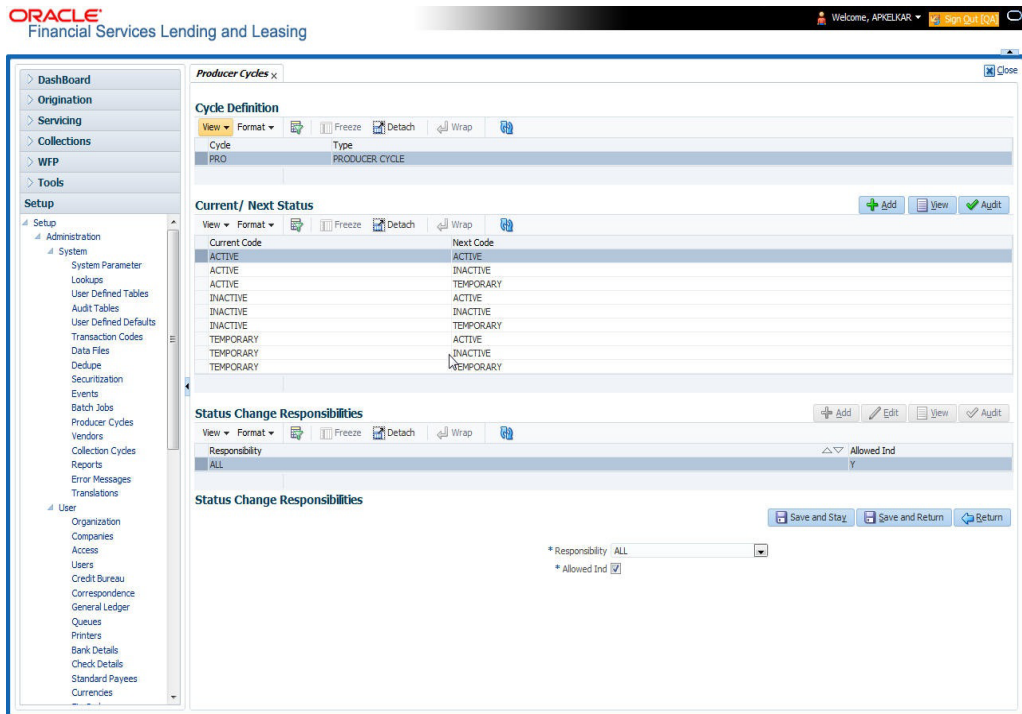 ORACLE
Financial Services Lending and Leasing
Welcome, APKELKAR
Sign Out [QA]
DashBoard
Origination
Servicing
Collections
WFP
Tools
Setup
Setup
Administration
System
System Parameter
Lookups
User Defined Tables
Audit Tables
User Defined Defaults
Transaction Codes
Data Files
Dedupe
Securitization
Events
Batch Jobs
Producer Cycles
Vendors
Collection Cycles
Reports
Error Messages
Translations
User
Organization
Companies
Access
Users
Credit Bureau
Correspondence
General Ledger
Queues
Printers
Bank Details
Check Details
Standard Payees
Currencies
Producer Cycles X
Close
Cycle Definition
View Format Freeze Detach Wrap
Cycle Type
PRO PRODUCER CYCLE
Current/ Next Status
Add View Audit
View Format Freeze Detach Wrap
Current Code Next Code
ACTIVE ACTIVE
ACTIVE INACTIVE
ACTIVE TEMPORARY
INACTIVE ACTIVE
INACTIVE INACTIVE
INACTIVE TEMPORARY
TEMPORARY ACTIVE
TEMPORARY INACTIVE
TEMPORARY TEMPORARY
Status Change Responsibilities
Add Edit View Audit
View Format Freeze Detach Wrap
Responsibility Allowed Ind
ALL Y
Status Change Responsibilities
Save and Stay Save and Return Return
* Responsibility ALL
* Allowed Ind